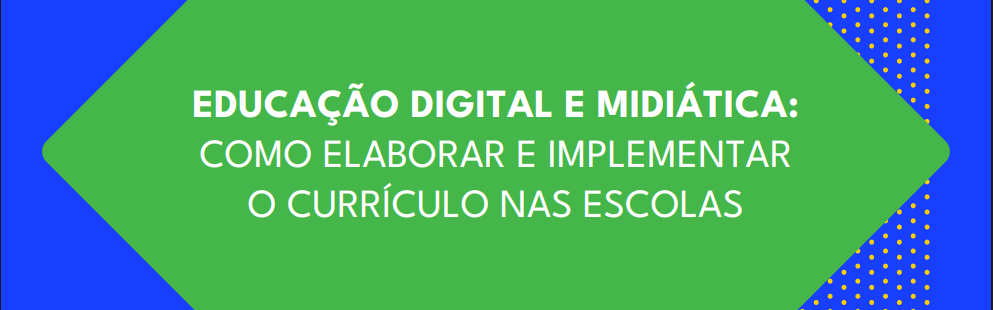 EDUCAÇÃO DIGITAL E MIDIÁTICA:
COMO ELABORAR E IMPLEMENTAR
O CURRÍCULO NAS ESCOLAS